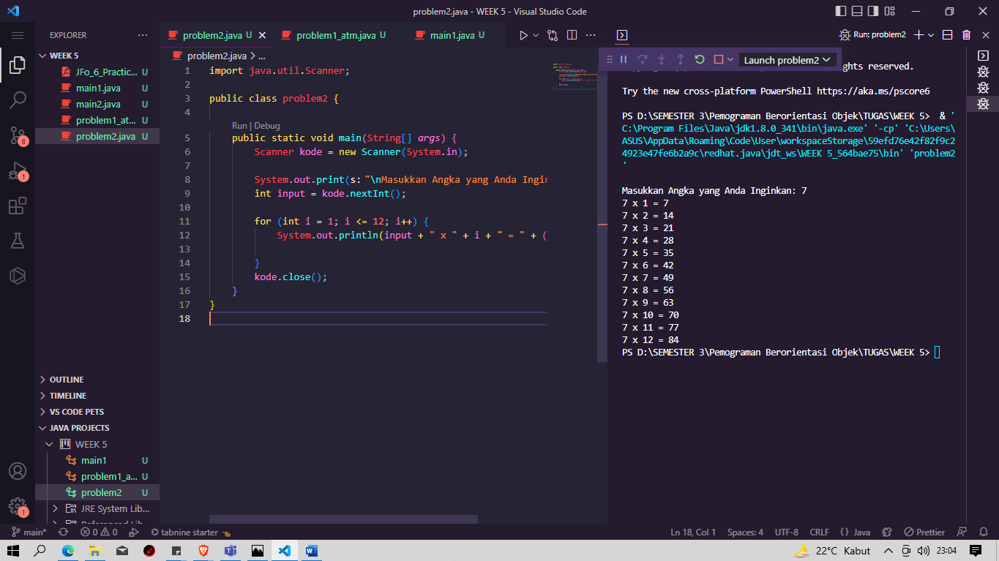 problem2.java - WEEK 5 - Visual Studio Code
EXPLORER
WEEK 5
JFo_6_Practic... U
main1.java U
main2.java U
problem1_at... U
problem2.java U
8
1
OUTLINE
TIMELINE
VS CODE PETS
JAVA PROJECTS
WEEK 5
main1 U
problem1_a... U
problem2 U
JRE System Lib...
1
problem2.java U
problem1_atm.java U
main1.java U
problem2.java > ...
1 import java.util.Scanner;
2
3 public class problem2 {
4
Run | Debug
5 public static void main(String[] args) {
6 Scanner kode = new Scanner(System.in);
7
8 System.out.print(s: "\nMasukkan Angka yang Anda Ingin
9 int input = kode.nextInt();
10
11 for (int i = 1; i <= 12; i++) {
12 System.out.println(input + " x " + i + " = " + (
13
14 }
15 kode.close();
16 }
17 }
18
Run: problem2
Launch problem2
ghts reserved.
Try the new cross-platform PowerShell https://aka.ms/pscore6
PS D:\SEMESTER 3\Pemograman Berorientasi Objek\TUGAS\WEEK 5> & '
C:\Program Files\Java\jdk1.8.0_341\bin\java.exe' '-cp' 'C:\Users\
ASUS\AppData\Roaming\Code\User\workspaceStorage\59efd76e42f82f9c2
4923e47fe6b2a9c\redhat.java\jdt_ws\WEEK 5_564bae75\bin' 'problem2
'
Masukkan Angka yang Anda Inginkan: 7
7 x 1 = 7
7 x 2 = 14
7 x 3 = 21
7 x 4 = 28
7 x 5 = 35
7 x 6 = 42
7 x 7 = 49
7 x 8 = 56
7 x 9 = 63
7 x 10 = 70
7 x 11 = 77
7 x 12 = 84
PS D:\SEMESTER 3\Pemograman Berorientasi Objek\TUGAS\WEEK 5>
main* 0 0 tabnine starter Ln 18, Col 1 Spaces: 4 UTF-8 CRLF {} Java Prettier
22°C Kabut 23:04